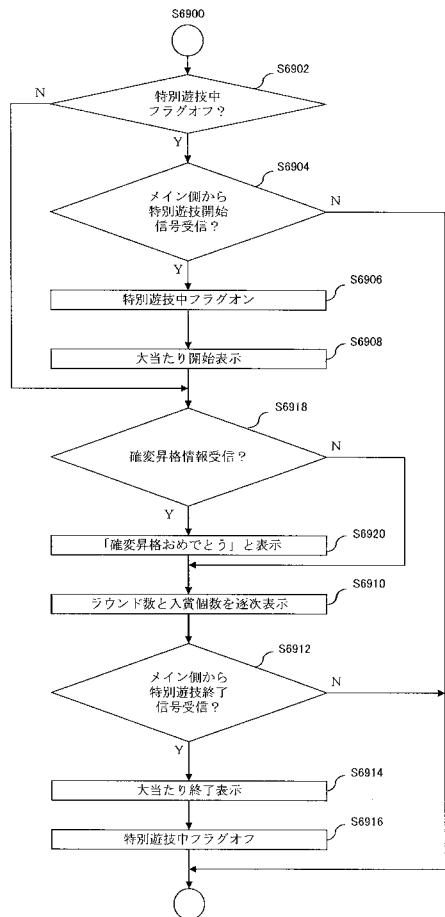 S6900
S6902
特別遊技中
フラグオフ?
N
Y
S6904
メイン側から
特別遊技開始
信号受信?
N
Y
S6906
特別遊技中フラグオン
S6908
大当たり開始表示
S6918
確変昇格情報受信?
N
Y
S6920
「確変昇格おめでとう」と表示
S6910
ラウンド数と入賞個数を逐次表示
S6912
メイン側から
特別遊技終了
信号受信?
N
Y
S6914
大当たり終了表示
S6916
特別遊技中フラグオフ